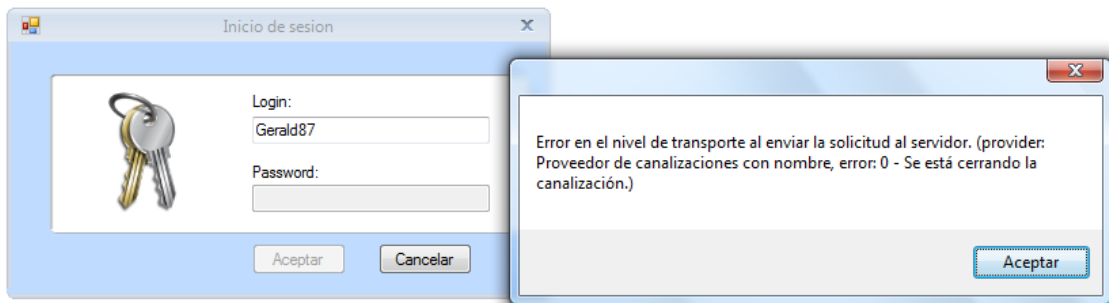 Inicio de sesion
Login:
Gerald87
Password:
Aceptar
Cancelar
Error en el nivel de transporte al enviar la solicitud al servidor. (provider:
Proveedor de canalizaciones con nombre, error: 0 - Se está cerrando la
canalización.)
Aceptar